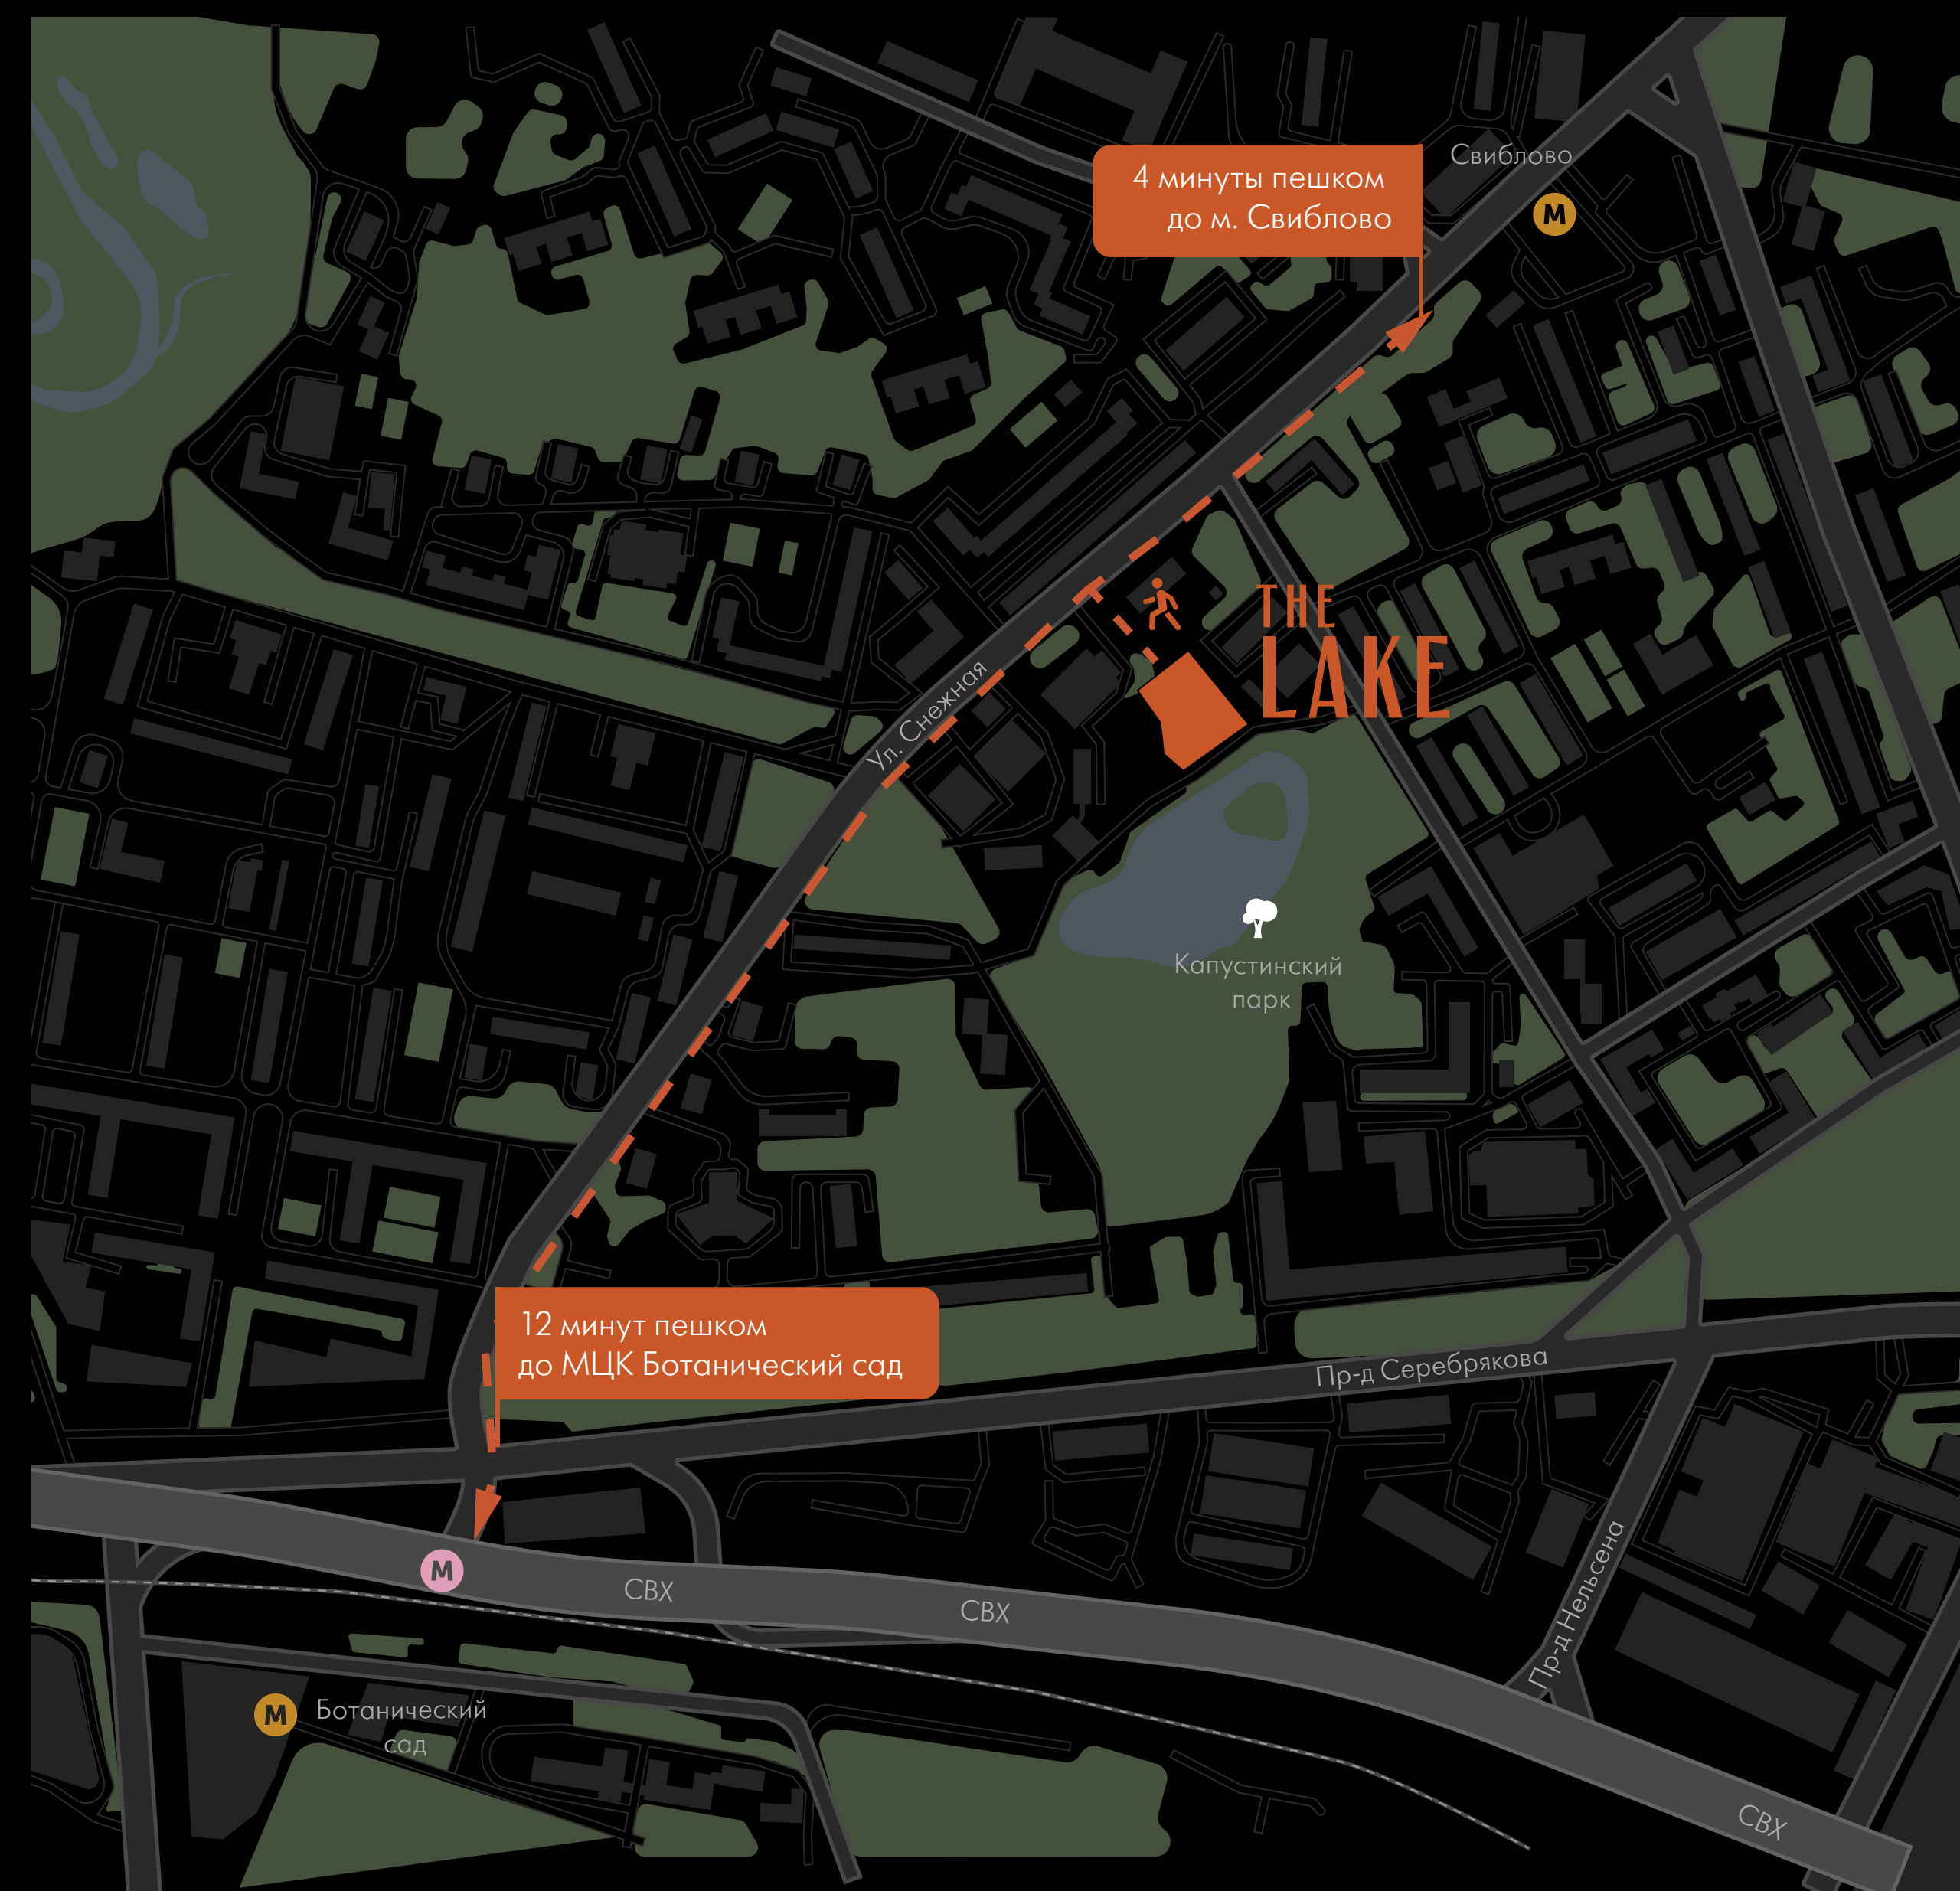 Свиблово
М
4 минуты пешком
до м. Свиблово
THE
LAKE
Ул. Снежная
Капустинский
парк
12 минут пешком
до МЦК Ботанический сад
Пр-д Серебрякова
М
СВХ
СВХ
Пр-д Нельсена
М
Ботанический
сад
СВХ